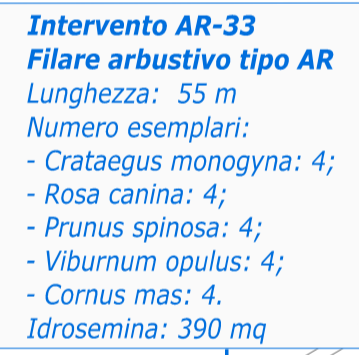 Intervento AR-33
Filare arbustivo tipo AR
Lunghezza: 55 m
Numero esemplari:
- Crataegus monogyna: 4;
- Rosa canina: 4;
- Prunus spinosa: 4;
- Viburnum opulus: 4;
- Cornus mas: 4.
Idrosemina: 390 mq